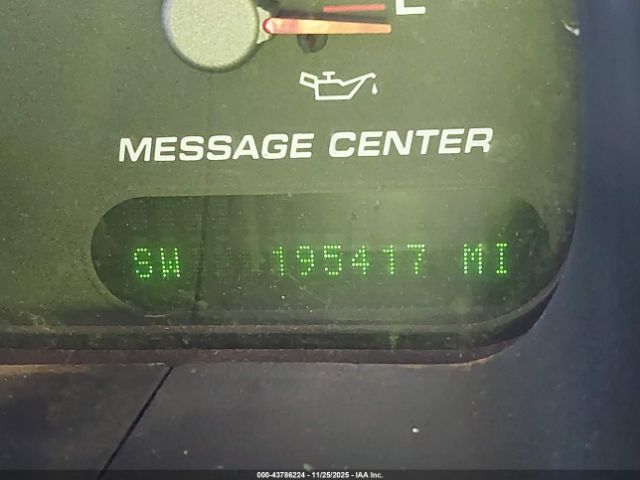 L
MESSAGE CENTER
SW 195417 MI
000-43786224 - 11/25/2025 - IAA Inc.